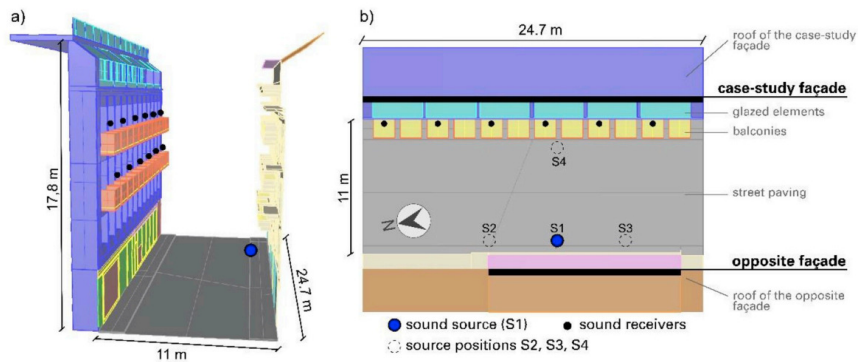 a)
17,8 m
24.7 m
11 m
b)
24.7 m
roof of the case-study
façade
case-study façade
glazed elements
balconies
S4
11 m
street paving
N
S2
S1
S3
opposite façade
roof of the opposite
façade
sound source (S1)
sound receivers
source positions S2, S3, S4